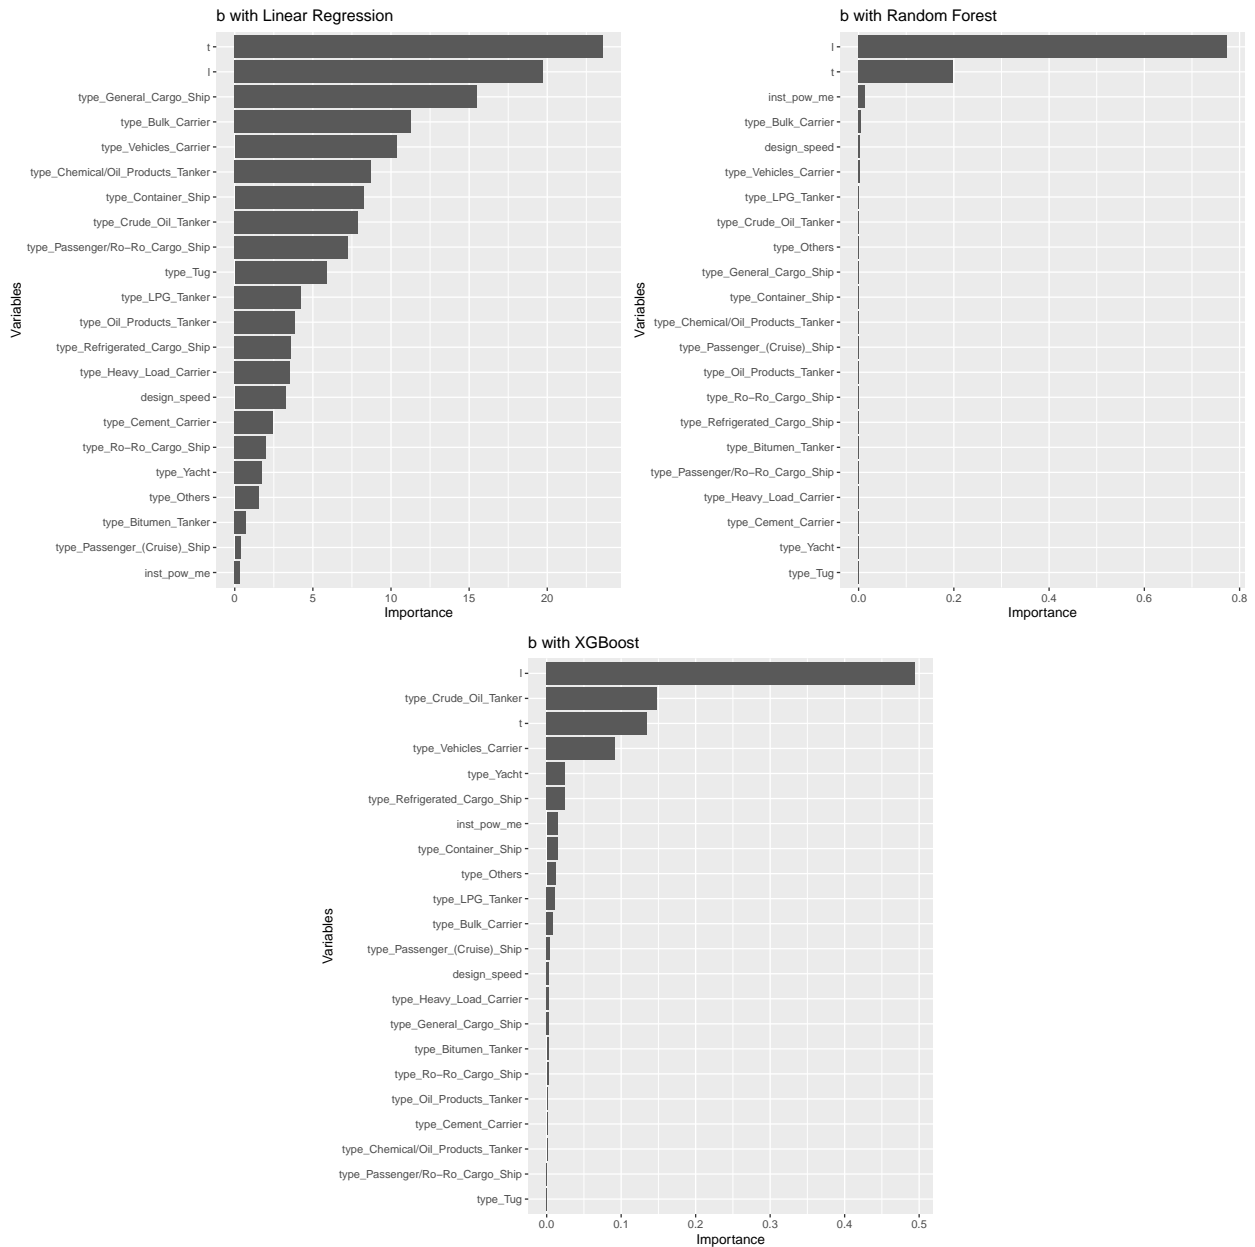 b with Linear Regression
Variables
t
l
type_General_Cargo_Ship
type_Bulk_Carrier
type_Vehicles_Carrier
type_Chemical/Oil_Products_Tanker
type_Container_Ship
type_Crude_Oil_Tanker
type_Passenger/Ro−Ro_Cargo_Ship
type_Tug
type_LPG_Tanker
type_Oil_Products_Tanker
type_Refrigerated_Cargo_Ship
type_Heavy_Load_Carrier
design_speed
type_Cement_Carrier
type_Ro−Ro_Cargo_Ship
type_Yacht
type_Others
type_Bitumen_Tanker
type_Passenger_(Cruise)_Ship
inst_pow_me
0 5 10 15 20
Importance
b with Random Forest
Variables
l
t
inst_pow_me
type_Bulk_Carrier
design_speed
type_Vehicles_Carrier
type_LPG_Tanker
type_Crude_Oil_Tanker
type_Others
type_General_Cargo_Ship
type_Container_Ship
type_Chemical/Oil_Products_Tanker
type_Passenger_(Cruise)_Ship
type_Oil_Products_Tanker
type_Ro−Ro_Cargo_Ship
type_Refrigerated_Cargo_Ship
type_Bitumen_Tanker
type_Passenger/Ro−Ro_Cargo_Ship
type_Heavy_Load_Carrier
type_Cement_Carrier
type_Yacht
type_Tug
0.0 0.2 0.4 0.6 0.8
Importance
b with XGBoost
Variables
l
type_Crude_Oil_Tanker
t
type_Vehicles_Carrier
type_Yacht
type_Refrigerated_Cargo_Ship
inst_pow_me
type_Container_Ship
type_Others
type_LPG_Tanker
type_Bulk_Carrier
type_Passenger_(Cruise)_Ship
design_speed
type_Heavy_Load_Carrier
type_General_Cargo_Ship
type_Bitumen_Tanker
type_Ro−Ro_Cargo_Ship
type_Oil_Products_Tanker
type_Cement_Carrier
type_Chemical/Oil_Products_Tanker
type_Passenger/Ro−Ro_Cargo_Ship
type_Tug
0.0 0.1 0.2 0.3 0.4 0.5
Importance